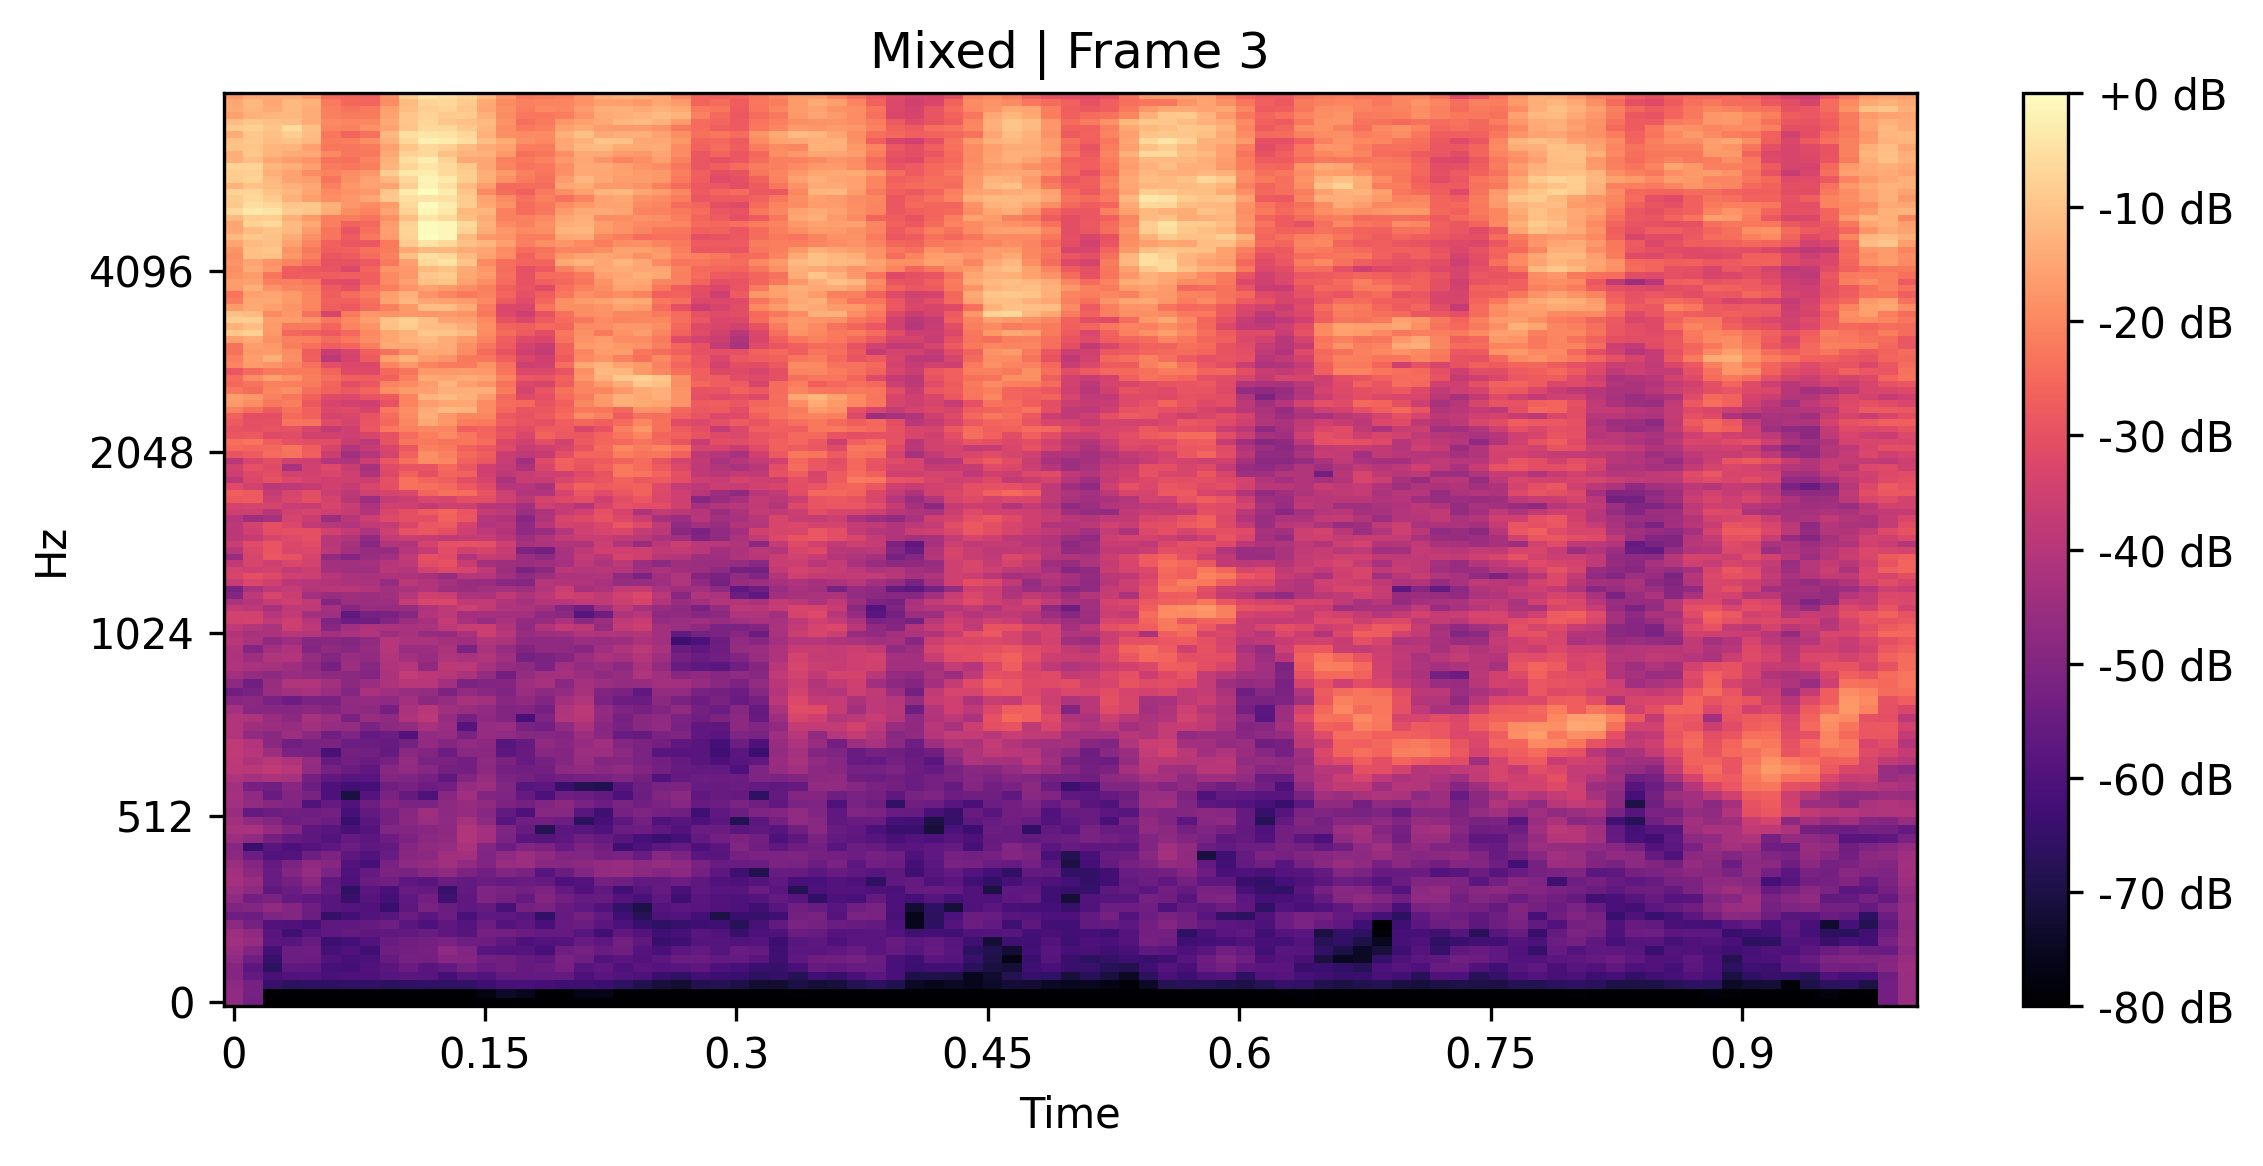 Mixed | Frame 3
+0 dB
-10 dB
-20 dB
-30 dB
-40 dB
-50 dB
-60 dB
-70 dB
-80 dB
4096
2048
1024
512
0
Hz
0 0.15 0.3 0.45 0.6 0.75 0.9
Time